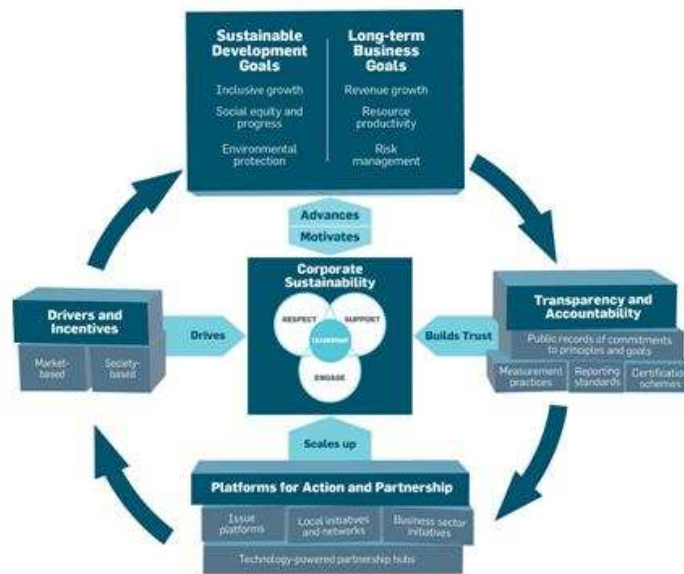 Sustainable
Development
Goals
Inclusive growth
Social equity and
progress
Environmental
protection
Long-term
Business
Goals
Revenue growth
Resource
productivity
Risk
management
Advances
Motivates
Corporate
Sustainability
RESPECT
SUPPORT
LEADERSHIP
ENGAGE
Drivers and
Incentives
Market-
based
Society-
based
Drives
Builds Trust
Transparency and
Accountability
Public records of commitments
to principles and goals
Measurement
practices
Reporting
standards
Certification
schemes
Scales up
Platforms for Action and Partnership
Issue
platforms
Local initiatives
and networks
Business sector
initiatives
Technology-powered partnership hubs